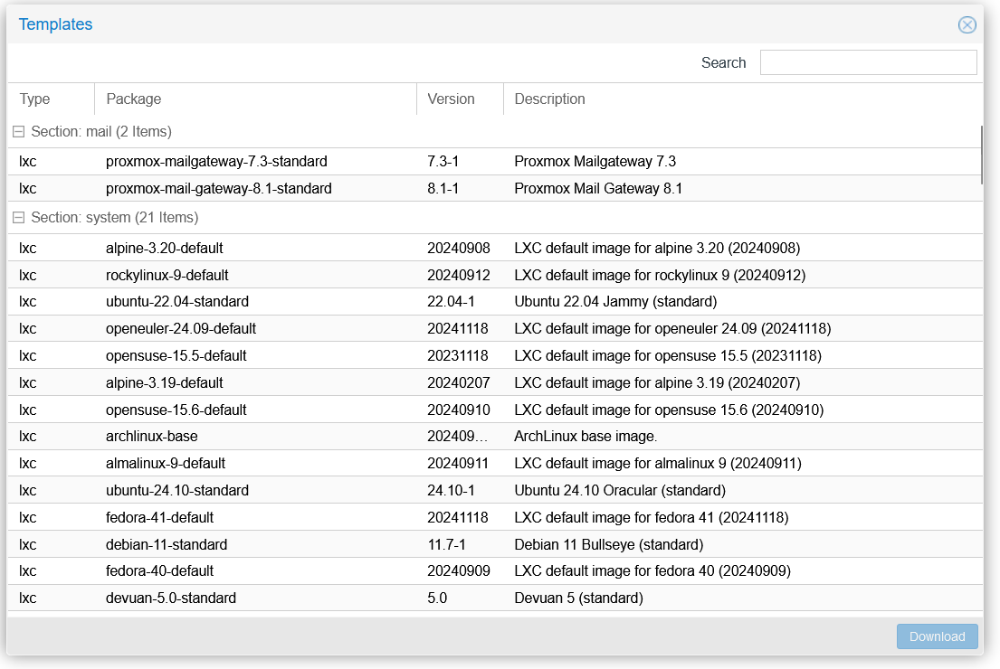 Templates
Search
Type Package Version Description
Section: mail (2 Items)
lxc proxmox-mailgateway-7.3-standard 7.3-1 Proxmox Mailgateway 7.3
lxc proxmox-mail-gateway-8.1-standard 8.1-1 Proxmox Mail Gateway 8.1
Section: system (21 Items)
lxc alpine-3.20-default 20240908 LXC default image for alpine 3.20 (20240908)
lxc rockylinux-9-default 20240912 LXC default image for rockylinux 9 (20240912)
lxc ubuntu-22.04-standard 22.04-1 Ubuntu 22.04 Jammy (standard)
lxc openeuler-24.09-default 20241118 LXC default image for openeuler 24.09 (20241118)
lxc opensuse-15.5-default 20231118 LXC default image for opensuse 15.5 (20231118)
lxc alpine-3.19-default 20240207 LXC default image for alpine 3.19 (20240207)
lxc opensuse-15.6-default 20240910 LXC default image for opensuse 15.6 (20240910)
lxc archlinux-base 202409… ArchLinux base image.
lxc almalinux-9-default 20240911 LXC default image for almalinux 9 (20240911)
lxc ubuntu-24.10-standard 24.10-1 Ubuntu 24.10 Oracular (standard)
lxc fedora-41-default 20241118 LXC default image for fedora 41 (20241118)
lxc debian-11-standard 11.7-1 Debian 11 Bullseye (standard)
lxc fedora-40-default 20240909 LXC default image for fedora 40 (20240909)
lxc devuan-5.0-standard 5.0 Devuan 5 (standard)
Download